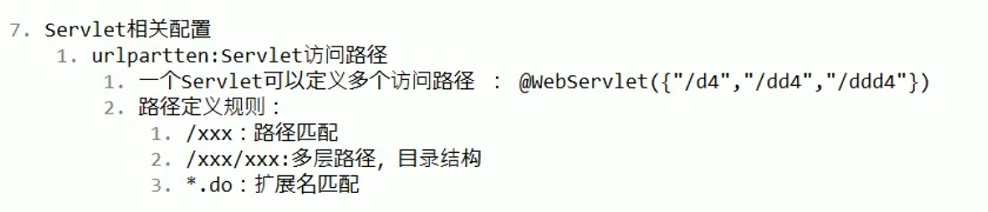 7. Servlet相关配置
1. urlpartten:Servlet访问路径
1. 一个Servlet可以定义多个访问路径 ： @WebServlet({"/d4","/dd4","/ddd4"})
2. 路径定义规则：
1. /xxx：路径匹配
2. /xxx/xxx:多层路径，目录结构
3. *.do：扩展名匹配